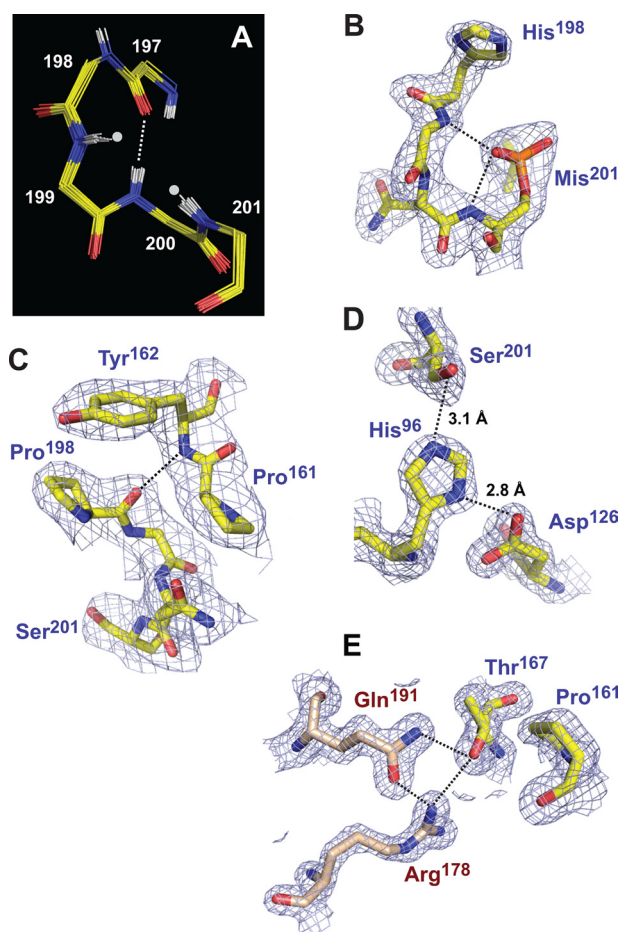 A
197
198
199
200
201
B
His198
Mis201
C
Tyr162
Pro198
Pro161
Ser201
D
Ser201
3.1 Å
His96
2.8 Å
Asp126
E
Thr167
Gln191
Pro161
Arg178